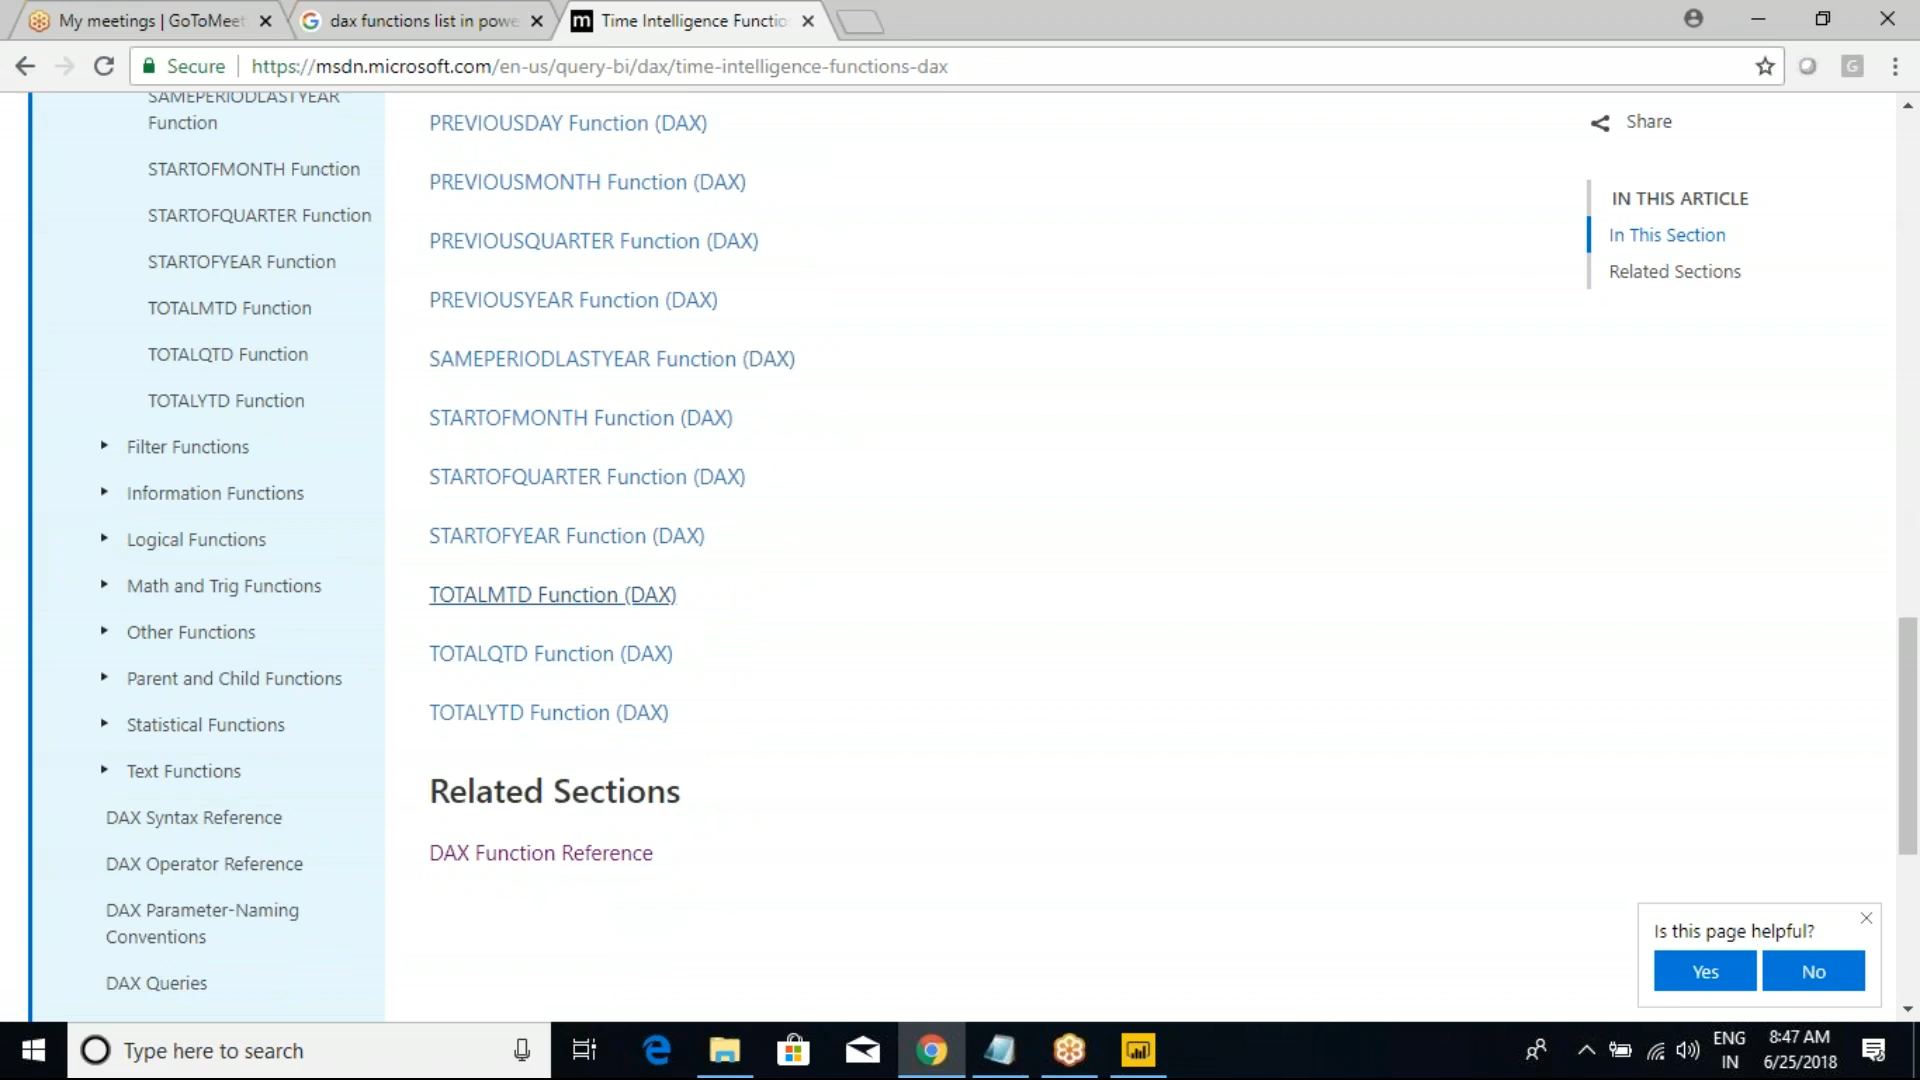 My meetings | GoToMeet
dax functions list in powe
m Time Intelligence Functio
Secure
https://msdn.microsoft.com/en-us/query-bi/dax/time-intelligence-functions-dax
SAMEPERIODLASTYEAR
Function
STARTOFMONTH Function
STARTOFQUARTER Function
STARTOFYEAR Function
TOTALMTD Function
TOTALQTD Function
TOTALYTD Function
Filter Functions
Information Functions
Logical Functions
Math and Trig Functions
Other Functions
Parent and Child Functions
Statistical Functions
Text Functions
DAX Syntax Reference
DAX Operator Reference
DAX Parameter-Naming
Conventions
DAX Queries
PREVIOUSDAY Function (DAX)
PREVIOUSMONTH Function (DAX)
PREVIOUSQUARTER Function (DAX)
PREVIOUSYEAR Function (DAX)
SAMEPERIODLASTYEAR Function (DAX)
STARTOFMONTH Function (DAX)
STARTOFQUARTER Function (DAX)
STARTOFYEAR Function (DAX)
TOTALMTD Function (DAX)
TOTALQTD Function (DAX)
TOTALYTD Function (DAX)
Related Sections
DAX Function Reference
Share
IN THIS ARTICLE
In This Section
Related Sections
Is this page helpful?
Yes
No
Type here to search
ENG
IN
8:47 AM
6/25/2018